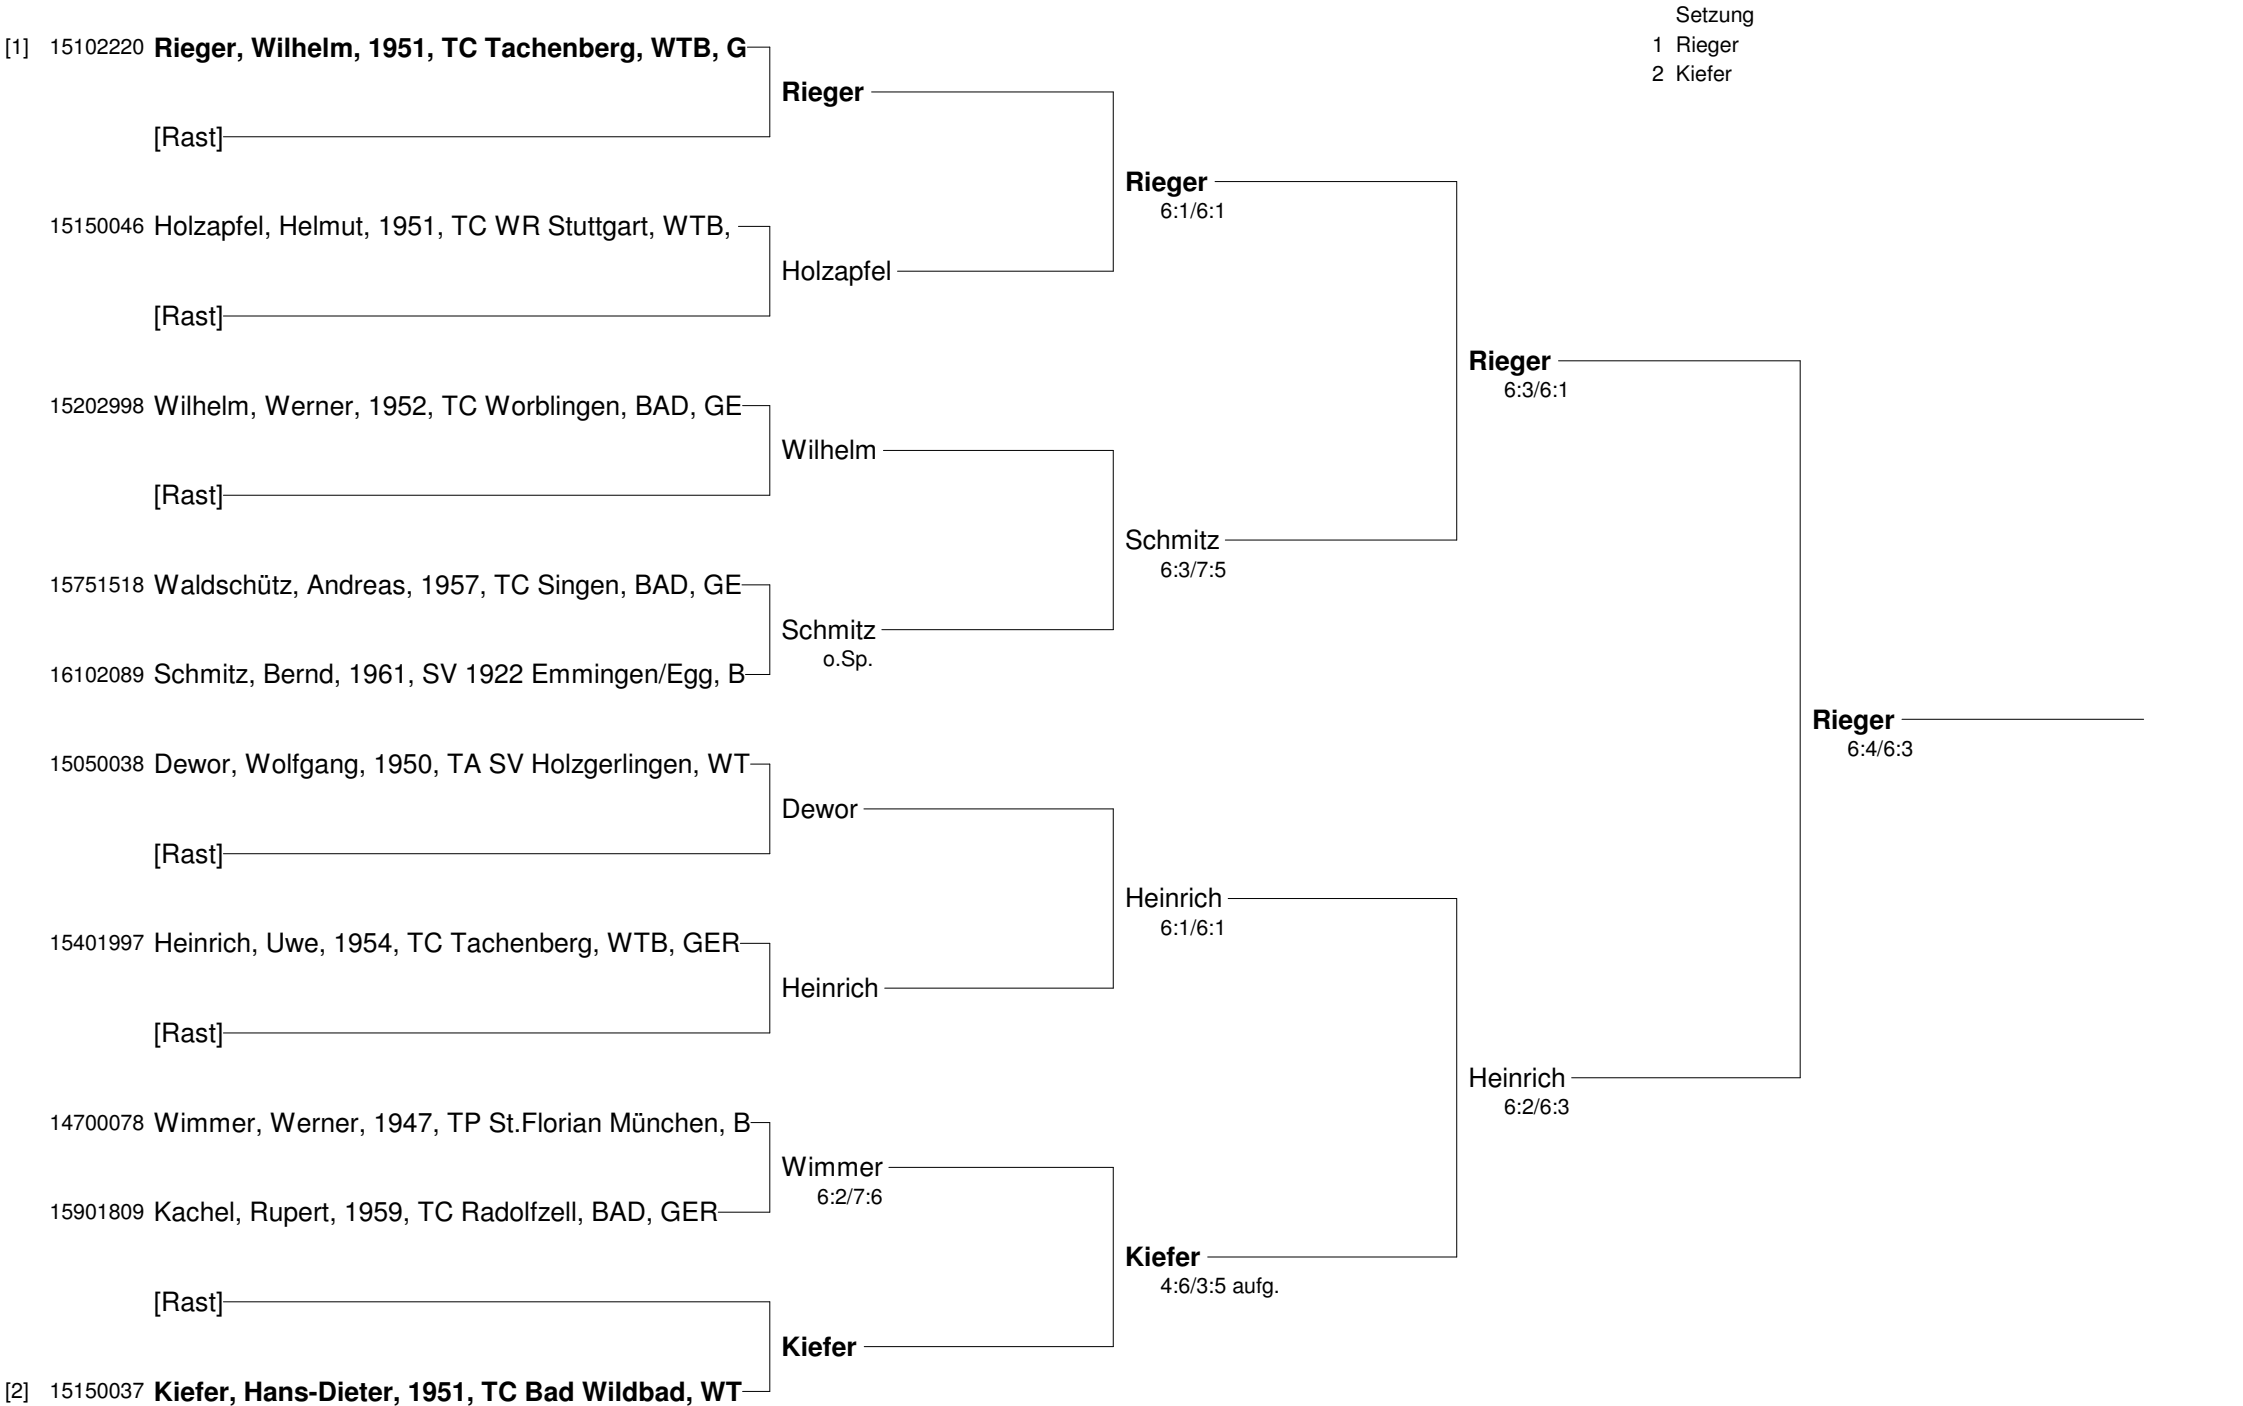 Setzung
1 Rieger
2 Kiefer
[1] 15102220 Rieger, Wilhelm, 1951, TC Tachenberg, WTB, G
Rieger
[Rast]
Rieger
6:1/6:1
15150046 Holzapfel, Helmut, 1951, TC WR Stuttgart, WTB,
Holzapfel
[Rast]
Rieger
6:3/6:1
15202998 Wilhelm, Werner, 1952, TC Worblingen, BAD, GE
Wilhelm
[Rast]
Schmitz
6:3/7:5
15751518 Waldschütz, Andreas, 1957, TC Singen, BAD, GE
Schmitz
o.Sp.
16102089 Schmitz, Bernd, 1961, SV 1922 Emmingen/Egg, B
Rieger
6:4/6:3
15050038 Dewor, Wolfgang, 1950, TA SV Holzgerlingen, WT
Dewor
[Rast]
Heinrich
6:1/6:1
15401997 Heinrich, Uwe, 1954, TC Tachenberg, WTB, GER
Heinrich
[Rast]
Heinrich
6:2/6:3
14700078 Wimmer, Werner, 1947, TP St.Florian München, B
Wimmer
6:2/7:6
15901809 Kachel, Rupert, 1959, TC Radolfzell, BAD, GER
Kiefer
4:6/3:5 aufg.
[Rast]
Kiefer
[2] 15150037 Kiefer, Hans-Dieter, 1951, TC Bad Wildbad, WT